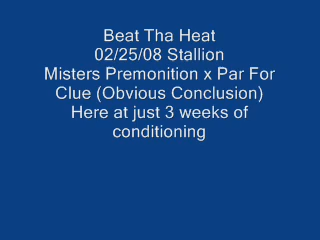 Beat Tha Heat
02/25/08 Stallion
Misters Premonition x Par For
Clue (Obvious Conclusion)
Here at just 3 weeks of
conditioning